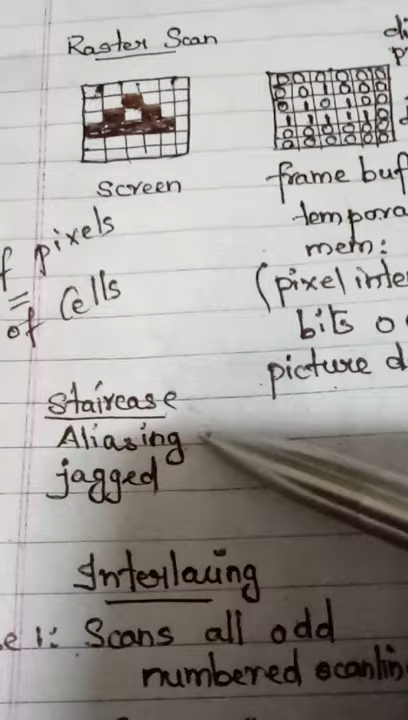 Raster Scan
Screen
frame buf
tempora
mem:
(pixel inte
bits o
picture d
f pixels
=
of Cells
Staircase
Aliasing
jagged
Interlacing
e 1: Scans all odd
numbered scanlin